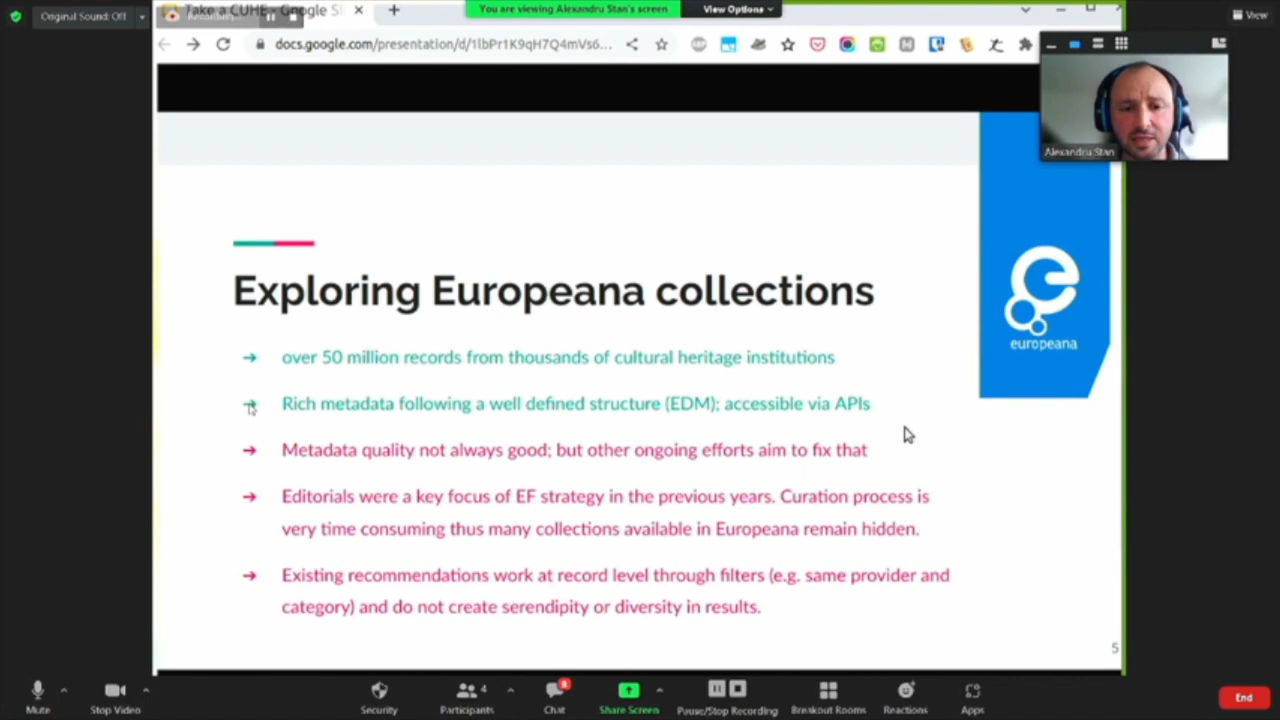 Original Sound: Off
Take a CUHE - Google Sl
Recording...
You are viewing Alexandru Stan's screen
View Options
View
docs.google.com/presentation/d/1lbPr1K9qH7Q4mVs6...
Alexandru Stan
Exploring Europeana collections
europeana
→ over 50 million records from thousands of cultural heritage institutions
→ Rich metadata following a well defined structure (EDM); accessible via APIs
→ Metadata quality not always good; but other ongoing efforts aim to fix that
→ Editorials were a key focus of EF strategy in the previous years. Curation process is
very time consuming thus many collections available in Europeana remain hidden.
→ Existing recommendations work at record level through filters (e.g. same provider and
category) and do not create serendipity or diversity in results.
5
Mute
Stop Video
Security
4
Participants
8
Chat
Share Screen
Pause/Stop Recording
Breakout Rooms
Reactions
Apps
End